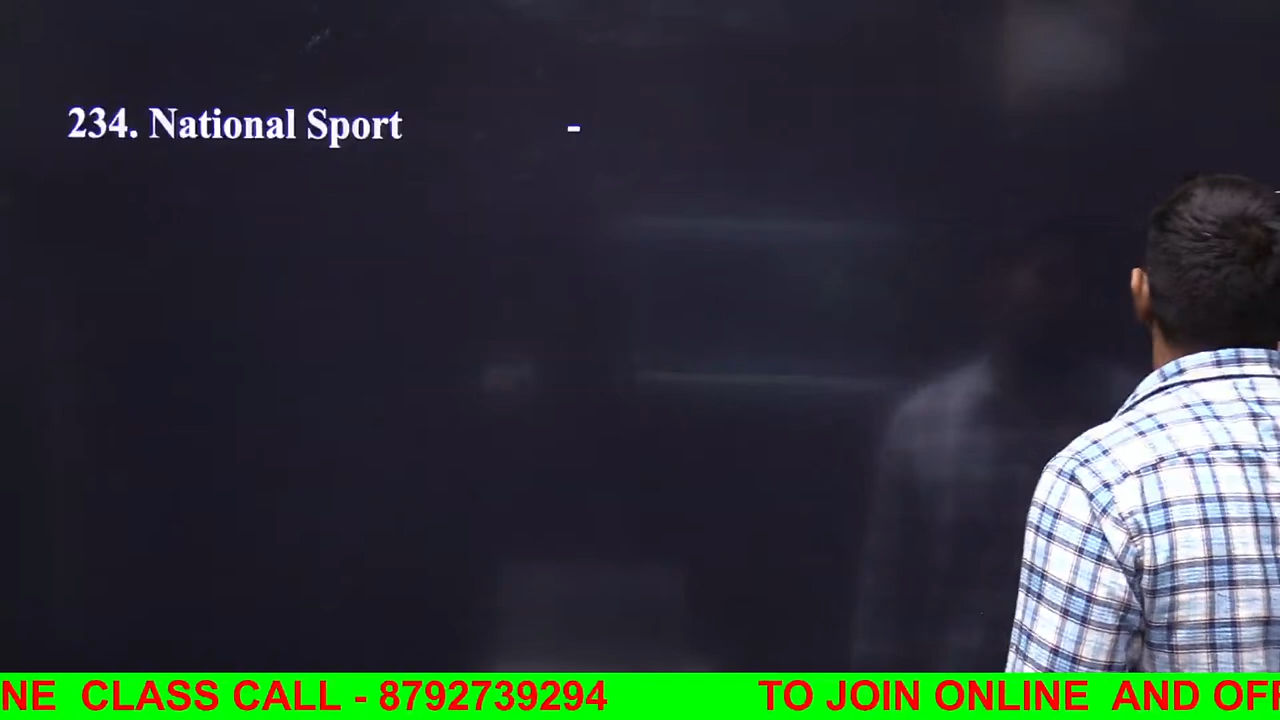 234. National Sport -
NE CLASS CALL - 8792739294 TO JOIN ONLINE AND OFF